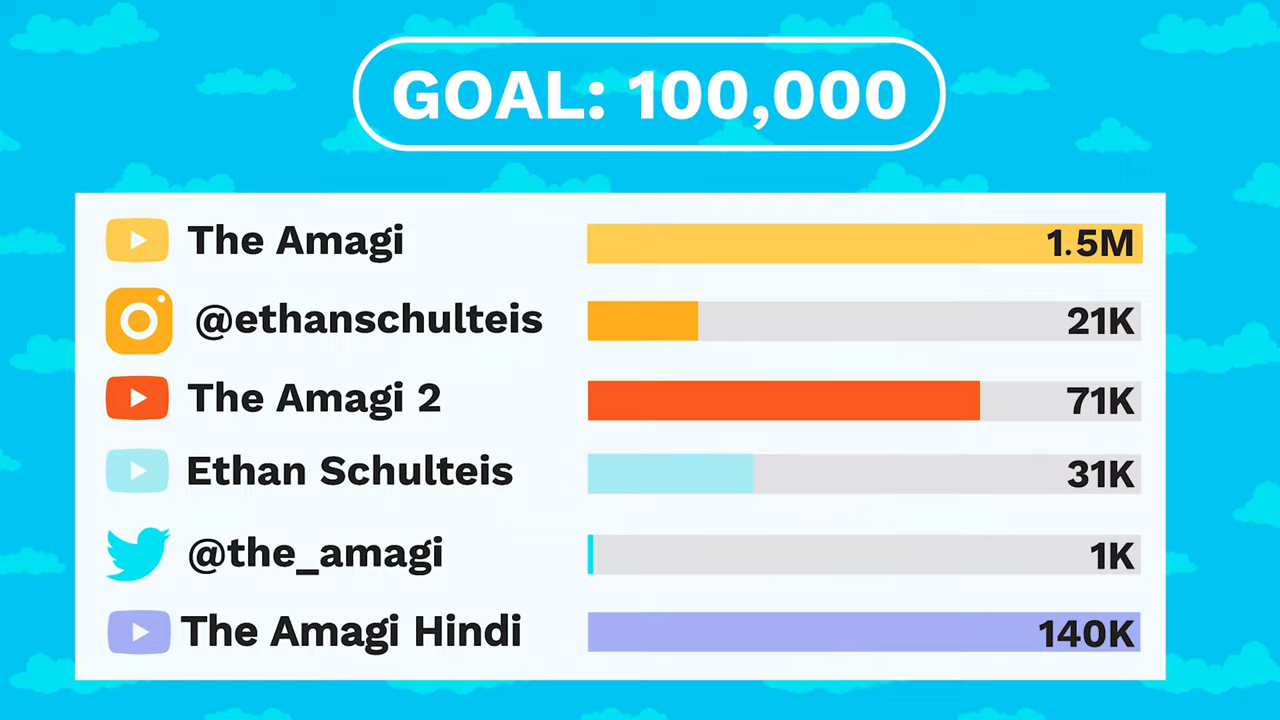 GOAL: 100,000
The Amagi 1.5M
@ethanschulteis 21K
The Amagi 2 71K
Ethan Schulteis 31K
@the_amagi 1K
The Amagi Hindi 140K